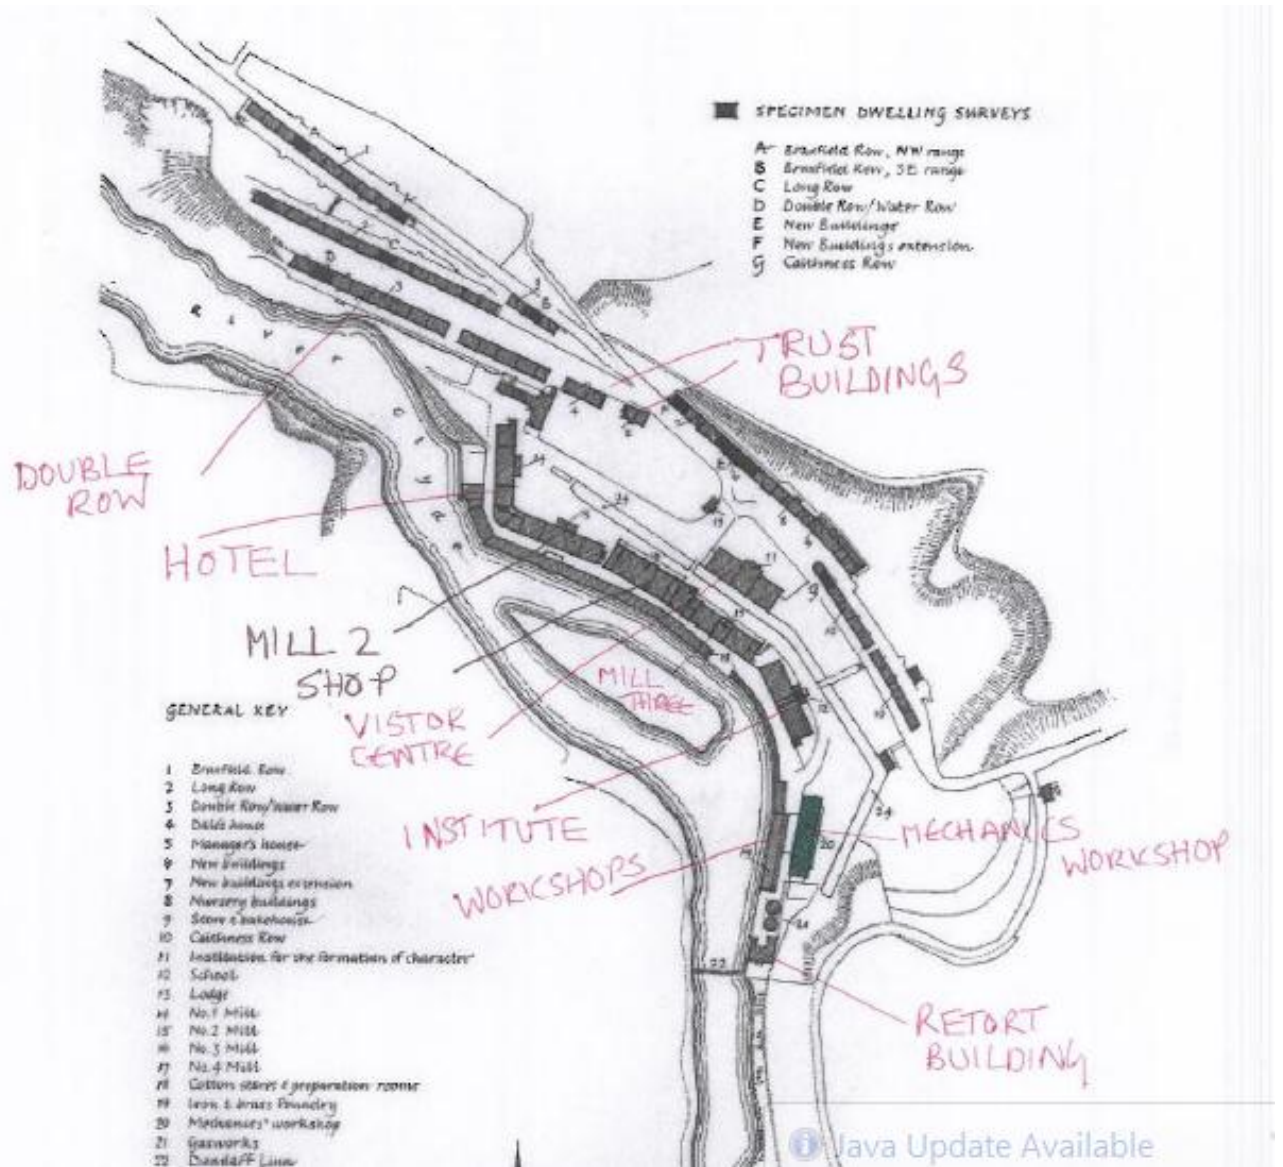 SPECIMEN DWELLING SURVEYS
A Braxfield Row, NW range
B Braxfield Row, SE range
C Long Row
D Double Row/Water Row
E New Buildings
F New Buildings extension
G Caithness Row
River Clyde
TRUST
BUILDINGS
DOUBLE
ROW
HOTEL
MILL 2
SHOP
MILL
THREE
VISTOR
CENTRE
INSTITUTE
WORKSHOPS
MECHANICS
WORKSHOP
RETORT
BUILDING
GENERAL KEY
1 Braxfield Row
2 Long Row
3 Double Row/Water Row
4 Dale's house
5 Manager's house
6 New buildings
7 New buildings extension
8 Nursery buildings
9 Store & bakehouse
10 Caithness Row
11 Institution for the formation of character
12 School
13 Lodge
14 No.1 Mill
15 No.2 Mill
16 No.3 Mill
17 No.4 Mill
18 Cotton stores & preparation rooms
19 Iron & brass Foundry
20 Mechanics' workshop
21 Gasworks
22 Dundaff Linn
Java Update Available